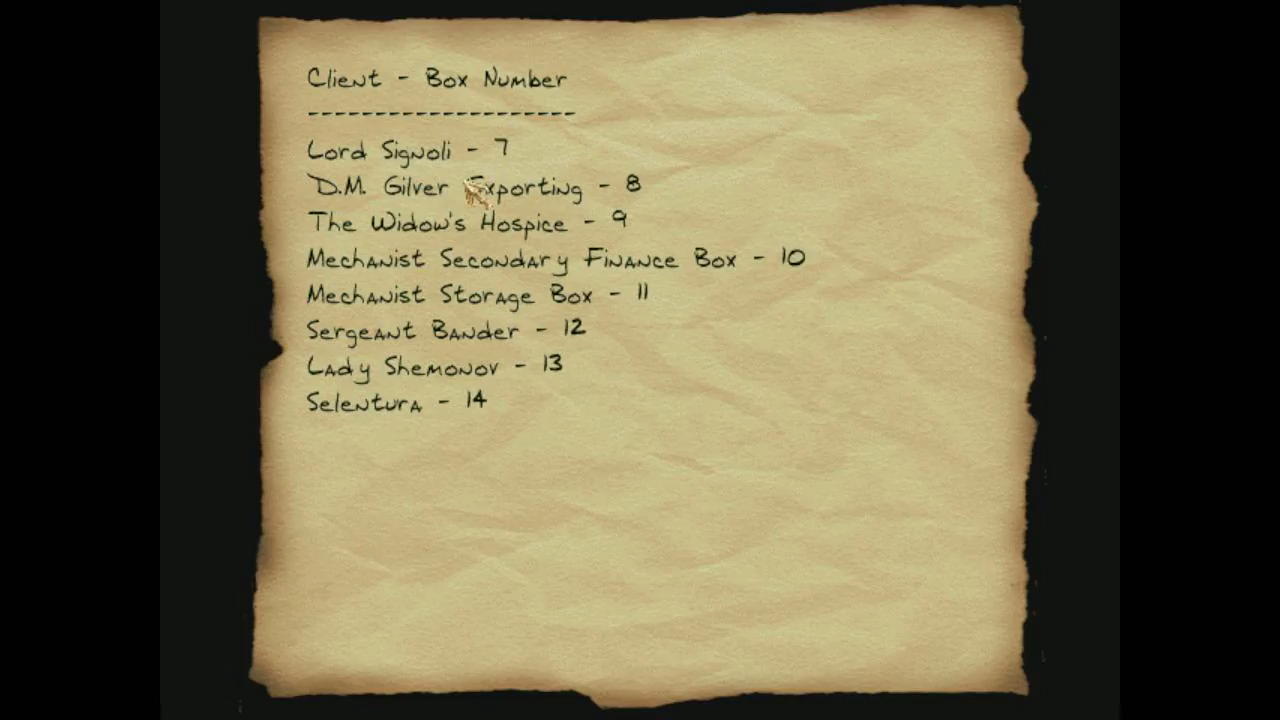 Client - Box Number
--------------------
Lord Signoli - 7
D.M. Gilver Exporting - 8
The Widow's Hospice - 9
Mechanist Secondary Finance Box - 10
Mechanist Storage Box - 11
Sergeant Bander - 12
Lady Shemonov - 13
Selentura - 14